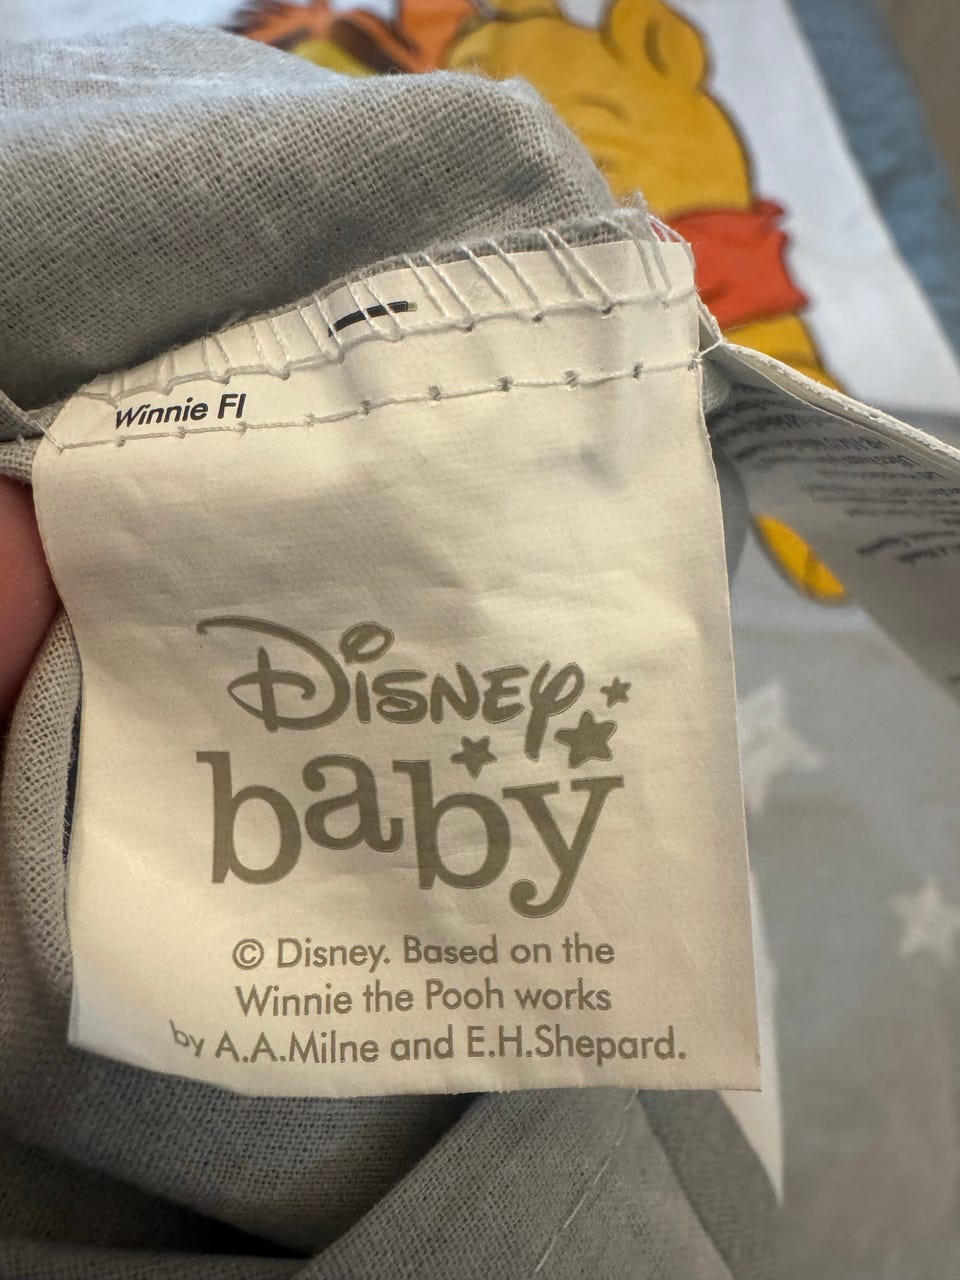 Winnie Fl
Disney
baby
© Disney. Based on the
Winnie the Pooh works
by A.A.Milne and E.H.Shepard.